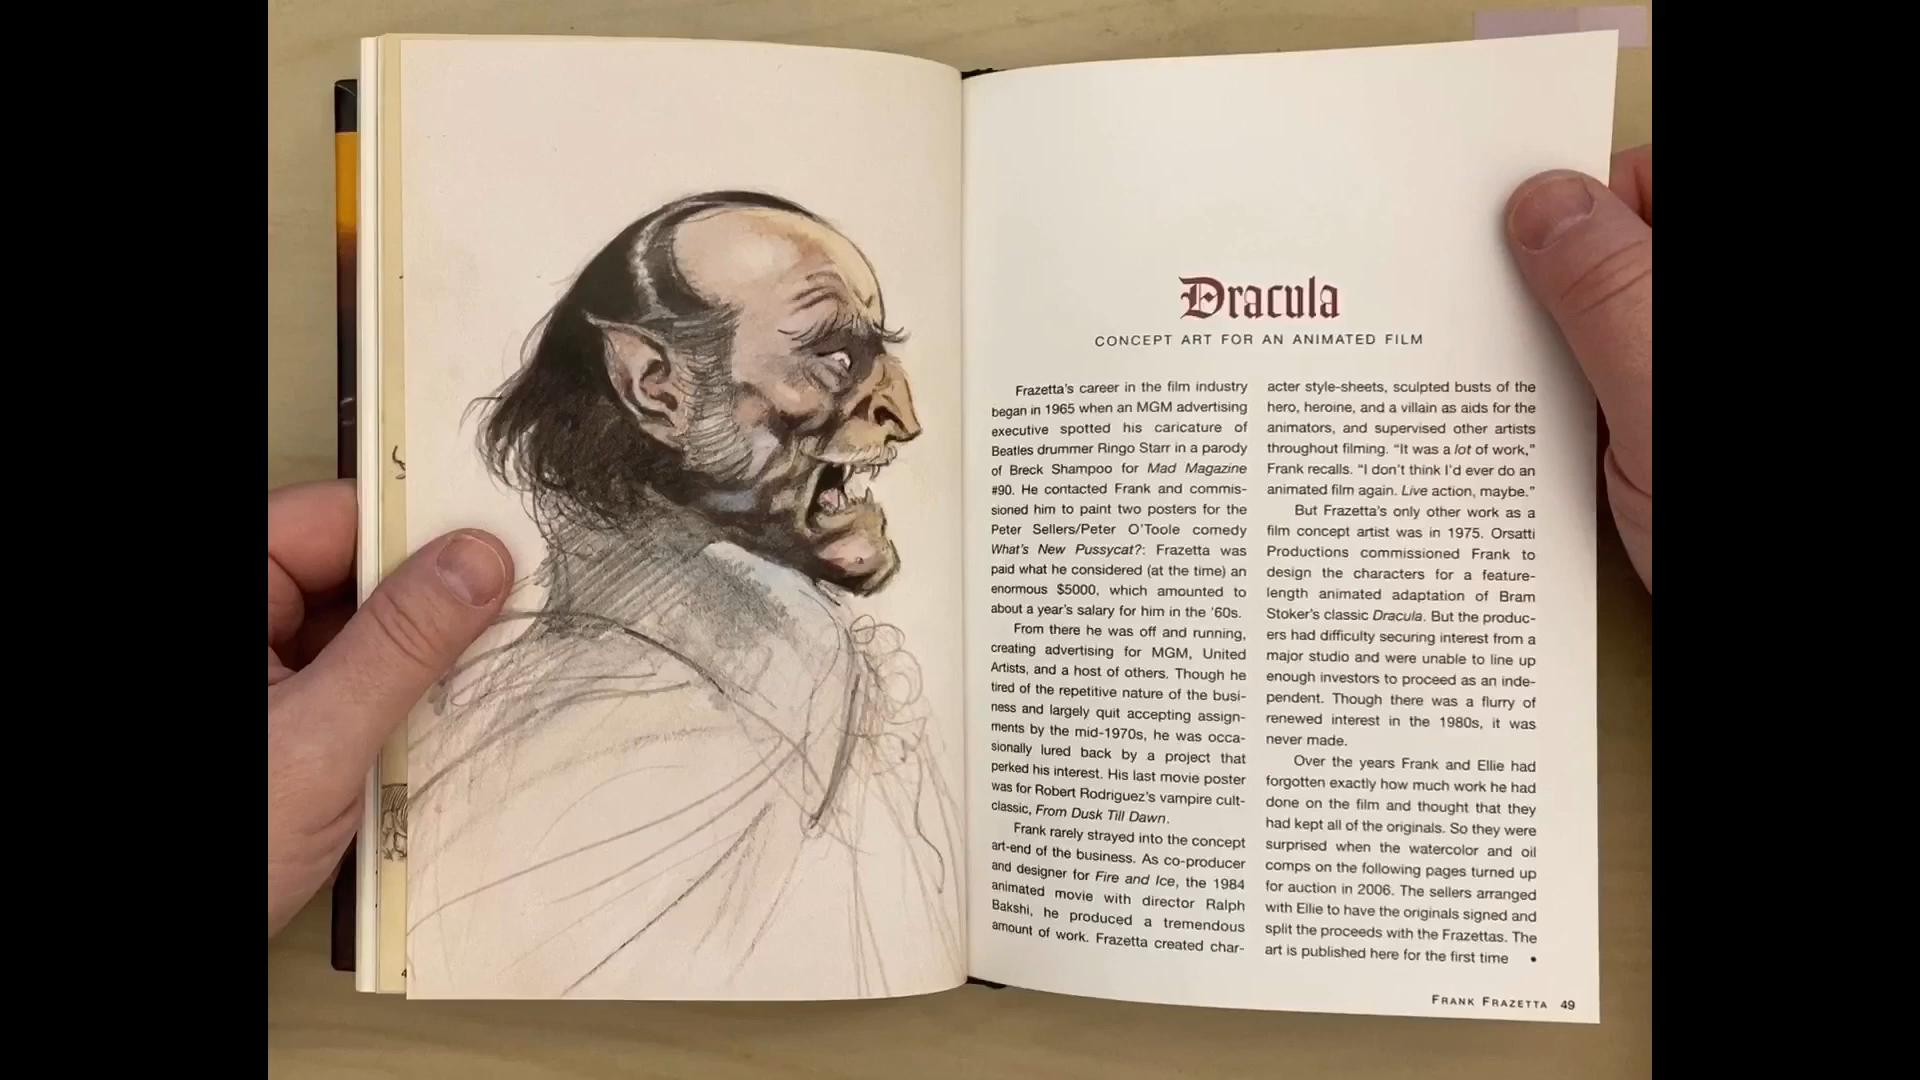 Dracula
CONCEPT ART FOR AN ANIMATED FILM
Frazetta's career in the film industry
began in 1965 when an MGM advertising
executive spotted his caricature of
Beatles drummer Ringo Starr in a parody
of Breck Shampoo for Mad Magazine
#90. He contacted Frank and commis-
sioned him to paint two posters for the
Peter Sellers/Peter O'Toole comedy
What's New Pussycat?: Frazetta was
paid what he considered (at the time) an
enormous $5000, which amounted to
about a year's salary for him in the '60s.
From there he was off and running,
creating advertising for MGM, United
Artists, and a host of others. Though he
tired of the repetitive nature of the busi-
ness and largely quit accepting assign-
ments by the mid-1970s, he was occa-
sionally lured back by a project that
perked his interest. His last movie poster
was for Robert Rodriguez's vampire cult-
classic, From Dusk Till Dawn.
Frank rarely strayed into the concept
art-end of the business. As co-producer
and designer for Fire and Ice, the 1984
animated movie with director Ralph
Bakshi, he produced a tremendous
amount of work. Frazetta created char-
acter style-sheets, sculpted busts of the
hero, heroine, and a villain as aids for the
animators, and supervised other artists
throughout filming. "It was a lot of work,"
Frank recalls. "I don't think I'd ever do an
animated film again. Live action, maybe."
But Frazetta's only other work as a
film concept artist was in 1975. Orsatti
Productions commissioned Frank to
design the characters for a feature-
length animated adaptation of Bram
Stoker's classic Dracula. But the produc-
ers had difficulty securing interest from a
major studio and were unable to line up
enough investors to proceed as an inde-
pendent. Though there was a flurry of
renewed interest in the 1980s, it was
never made.
Over the years Frank and Ellie had
forgotten exactly how much work he had
done on the film and thought that they
had kept all of the originals. So they were
surprised when the watercolor and oil
comps on the following pages turned up
for auction in 2006. The sellers arranged
with Ellie to have the originals signed and
split the proceeds with the Frazettas. The
art is published here for the first time •
FRANK FRAZETTA 49